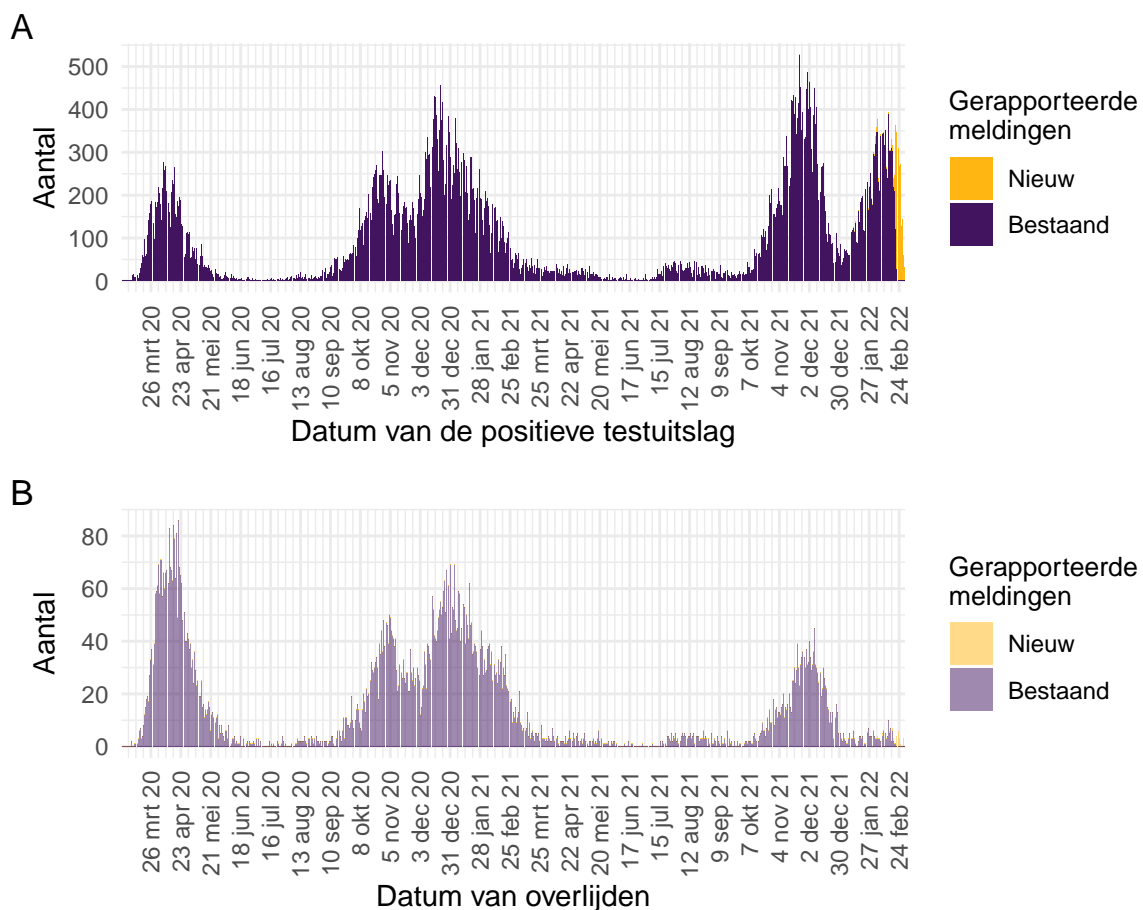 A
500
400
300
200
100
0
Aantal
26 mrt 20
23 apr 20
21 mei 20
18 jun 20
16 jul 20
13 aug 20
10 sep 20
8 okt 20
5 nov 20
3 dec 20
31 dec 20
28 jan 21
25 feb 21
25 mrt 21
22 apr 21
20 mei 21
17 jun 21
15 jul 21
12 aug 21
9 sep 21
7 okt 21
4 nov 21
2 dec 21
30 dec 21
27 jan 22
24 feb 22
Datum van de positieve testuitslag
Gerapporteerde
meldingen
Nieuw
Bestaand
B
80
60
40
20
0
Aantal
26 mrt 20
23 apr 20
21 mei 20
18 jun 20
16 jul 20
13 aug 20
10 sep 20
8 okt 20
5 nov 20
3 dec 20
31 dec 20
28 jan 21
25 feb 21
25 mrt 21
22 apr 21
20 mei 21
17 jun 21
15 jul 21
12 aug 21
9 sep 21
7 okt 21
4 nov 21
2 dec 21
30 dec 21
27 jan 22
24 feb 22
Datum van overlijden
Gerapporteerde
meldingen
Nieuw
Bestaand